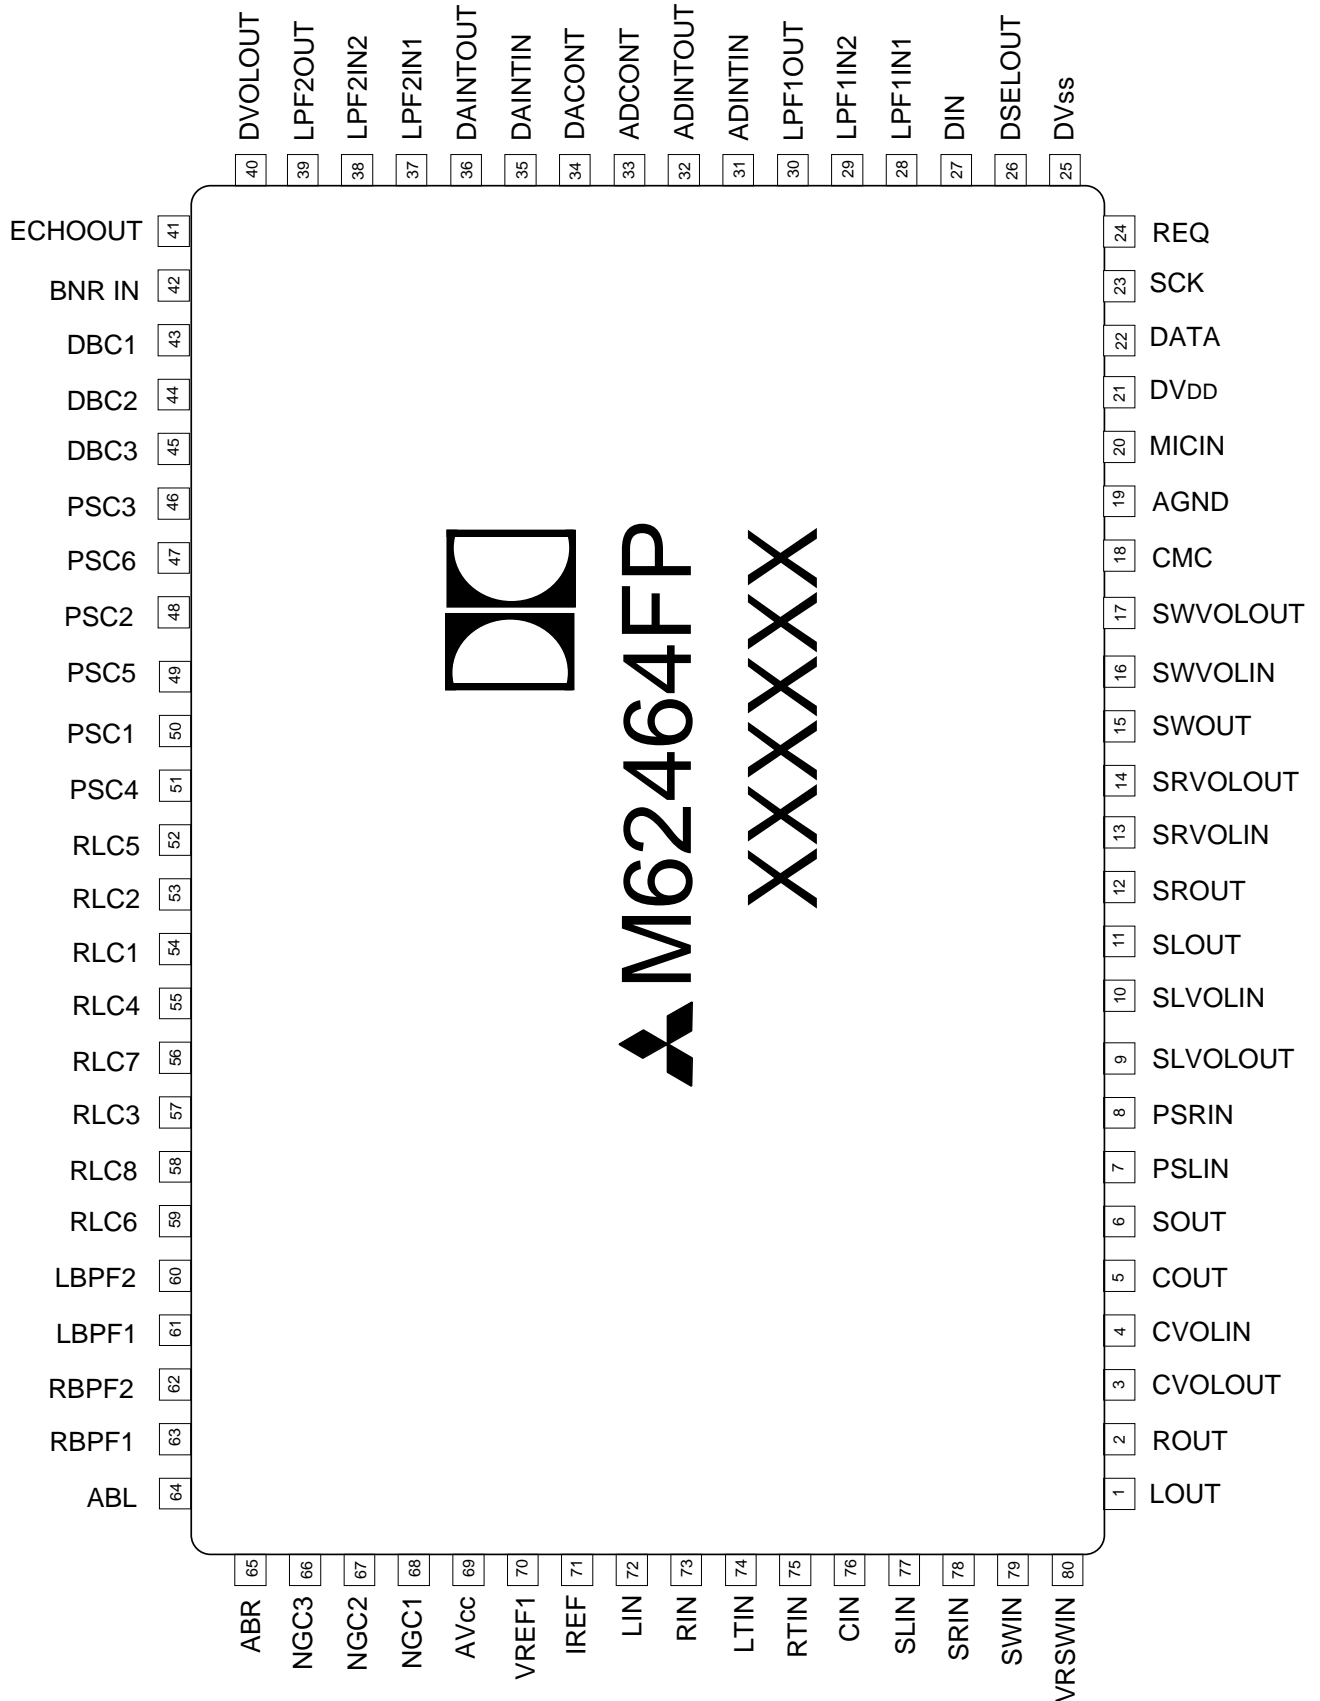 DVOLOUT
LPF2OUT
LPF2IN2
LPF2IN1
DAINTOUT
DAINTIN
DACONT
ADCONT
ADINTOUT
ADINTIN
LPF1OUT
LPF1IN2
LPF1IN1
DIN
DSELOUT
DVss
40
39
38
37
36
35
34
33
32
31
30
29
28
27
26
25
ECHOOUT 41
BNR IN 42
DBC1 43
DBC2 44
DBC3 45
PSC3 46
PSC6 47
PSC2 48
PSC5 49
PSC1 50
PSC4 51
RLC5 52
RLC2 53
RLC1 54
RLC4 55
RLC7 56
RLC3 57
RLC8 58
RLC6 59
LBPF2 60
LBPF1 61
RBPF2 62
RBPF1 63
ABL 64
M62464FP
XXXXXX
24 REQ
23 SCK
22 DATA
21 DVDD
20 MICIN
19 AGND
18 CMC
17 SWVOLOUT
16 SWVOLIN
15 SWOUT
14 SRVOLOUT
13 SRVOLIN
12 SROUT
11 SLOUT
10 SLVOLIN
9 SLVOLOUT
8 PSRIN
7 PSLIN
6 SOUT
5 COUT
4 CVOLIN
3 CVOLOUT
2 ROUT
1 LOUT
65
66
67
68
69
70
71
72
73
74
75
76
77
78
79
80
ABR
NGC3
NGC2
NGC1
AVcc
VREF1
IREF
LIN
RIN
LTIN
RTIN
CIN
SLIN
SRIN
SWIN
VRSWIN